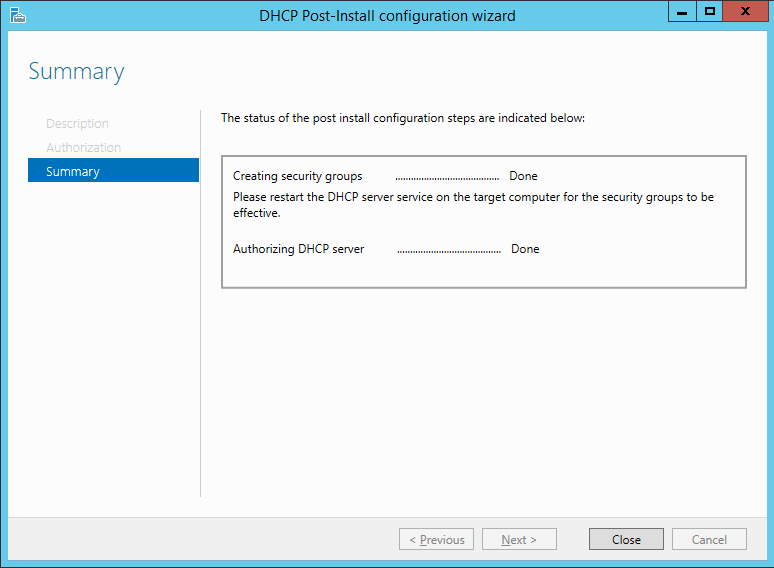 DHCP Post-Install configuration wizard
Summary
Description
Authorization
Summary
The status of the post install configuration steps are indicated below:
Creating security groups ........................................ Done
Please restart the DHCP server service on the target computer for the security groups to be
effective.
Authorizing DHCP server ........................................ Done
< Previous
Next >
Close
Cancel